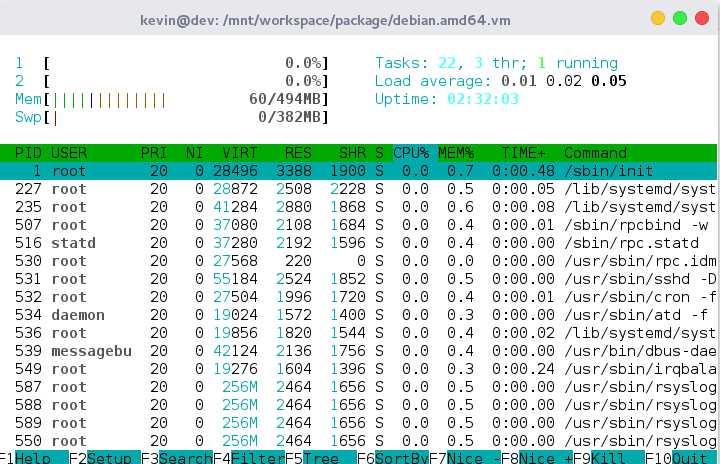 kevin@dev: /mnt/workspace/package/debian.amd64.vm
1 [ 0.0%] Tasks: 22, 3 thr; 1 running
2 [ 0.0%] Load average: 0.01 0.02 0.05
Mem[||||||||||||| 60/494MB] Uptime: 02:32:03
Swp[| 0/382MB]
PID USER PRI NI VIRT RES SHR S CPU% MEM% TIME+ Command
1 root 20 0 28496 3388 1900 S 0.0 0.7 0:00.48 /sbin/init
227 root 20 0 28872 2508 2228 S 0.0 0.5 0:00.05 /lib/systemd/syst
235 root 20 0 41284 2880 1868 S 0.0 0.6 0:00.08 /lib/systemd/syst
507 root 20 0 37080 2108 1684 S 0.0 0.4 0:00.01 /sbin/rpcbind -w
516 statd 20 0 37280 2192 1596 S 0.0 0.4 0:00.00 /sbin/rpc.statd
530 root 20 0 27568 220 0 S 0.0 0.0 0:00.00 /usr/sbin/rpc.idm
531 root 20 0 55184 2524 1852 S 0.0 0.5 0:00.00 /usr/sbin/sshd -D
532 root 20 0 27504 1996 1720 S 0.0 0.4 0:00.01 /usr/sbin/cron -f
534 daemon 20 0 19024 1572 1400 S 0.0 0.3 0:00.00 /usr/sbin/atd -f
536 root 20 0 19856 1820 1544 S 0.0 0.4 0:00.02 /lib/systemd/syst
539 messagebu 20 0 42124 2136 1756 S 0.0 0.4 0:00.00 /usr/bin/dbus-dae
549 root 20 0 19276 1604 1396 S 0.0 0.3 0:00.24 /usr/sbin/irqbala
587 root 20 0 256M 2464 1656 S 0.0 0.5 0:00.00 /usr/sbin/rsyslog
588 root 20 0 256M 2464 1656 S 0.0 0.5 0:00.00 /usr/sbin/rsyslog
589 root 20 0 256M 2464 1656 S 0.0 0.5 0:00.00 /usr/sbin/rsyslog
550 root 20 0 256M 2464 1656 S 0.0 0.5 0:00.00 /usr/sbin/rsyslog
F1Help F2Setup F3SearchF4FilterF5Tree F6SortByF7Nice -F8Nice +F9Kill F10Quit